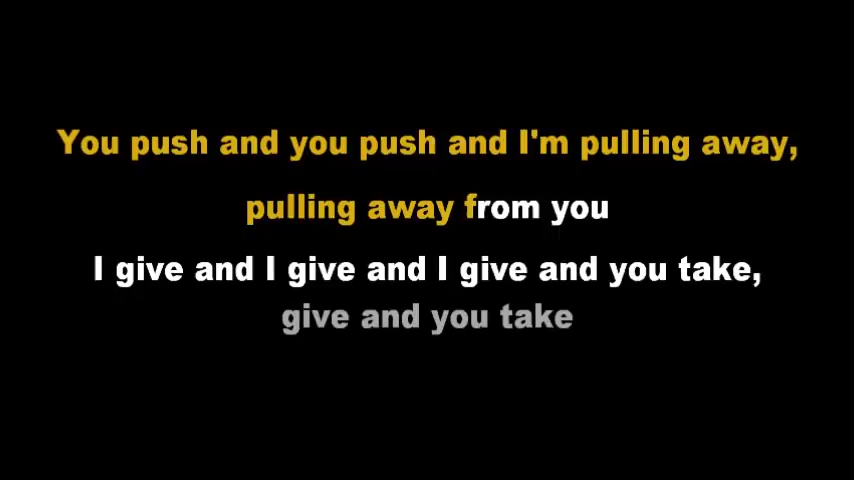 You push and you push and I'm pulling away,
pulling away from you
I give and I give and I give and you take,
give and you take